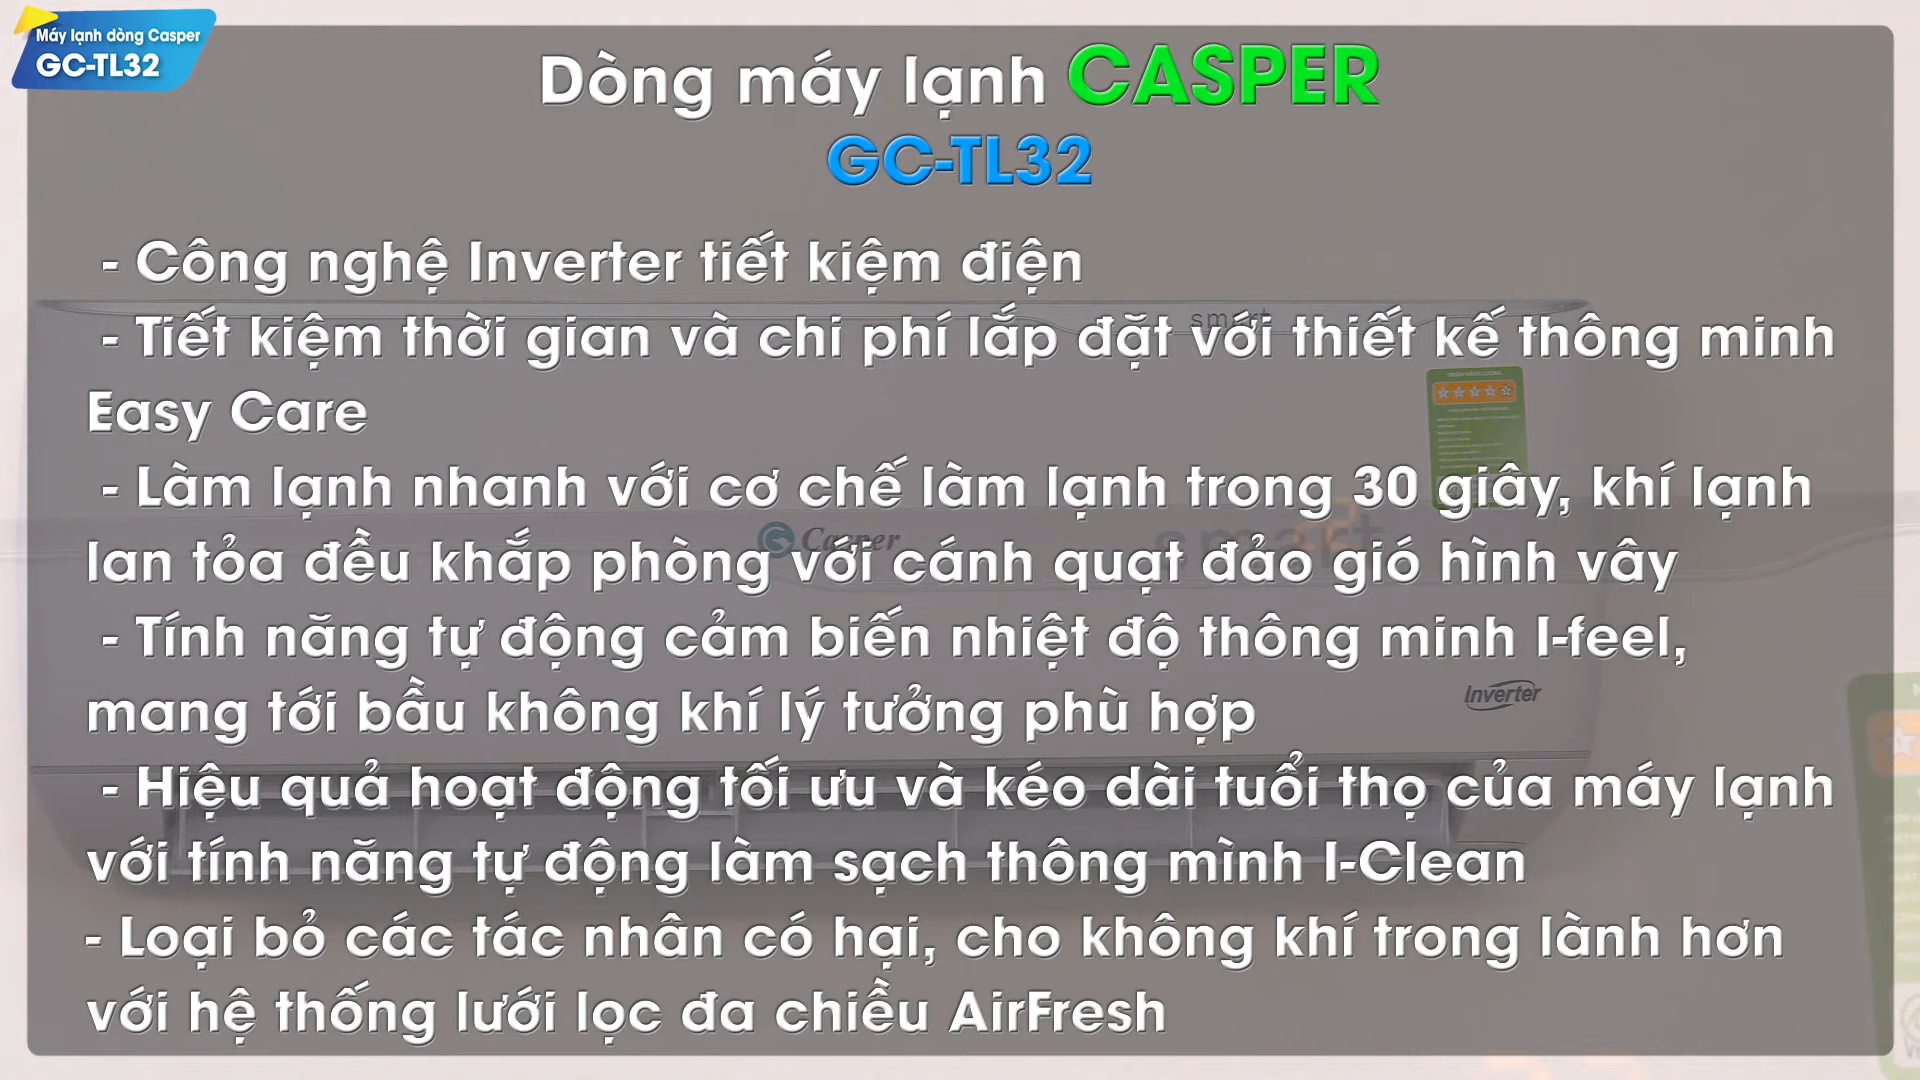 Máy lạnh dòng Casper
GC-TL32
Dòng máy lạnh CASPER
GC-TL32
- Công nghệ Inverter tiết kiệm điện
- Tiết kiệm thời gian và chi phí lắp đặt với thiết kế thông minh
Easy Care
- Làm lạnh nhanh với cơ chế làm lạnh trong 30 giây, khí lạnh
lan tỏa đều khắp phòng với cánh quạt đảo gió hình vây
- Tính năng tự động cảm biến nhiệt độ thông minh I-feel,
mang tới bầu không khí lý tưởng phù hợp
- Hiệu quả hoạt động tối ưu và kéo dài tuổi thọ của máy lạnh
với tính năng tự động làm sạch thông mình I-Clean
- Loại bỏ các tác nhân có hại, cho không khí trong lành hơn
với hệ thống lưới lọc đa chiều AirFresh
smart
Casper
smart
Inverter